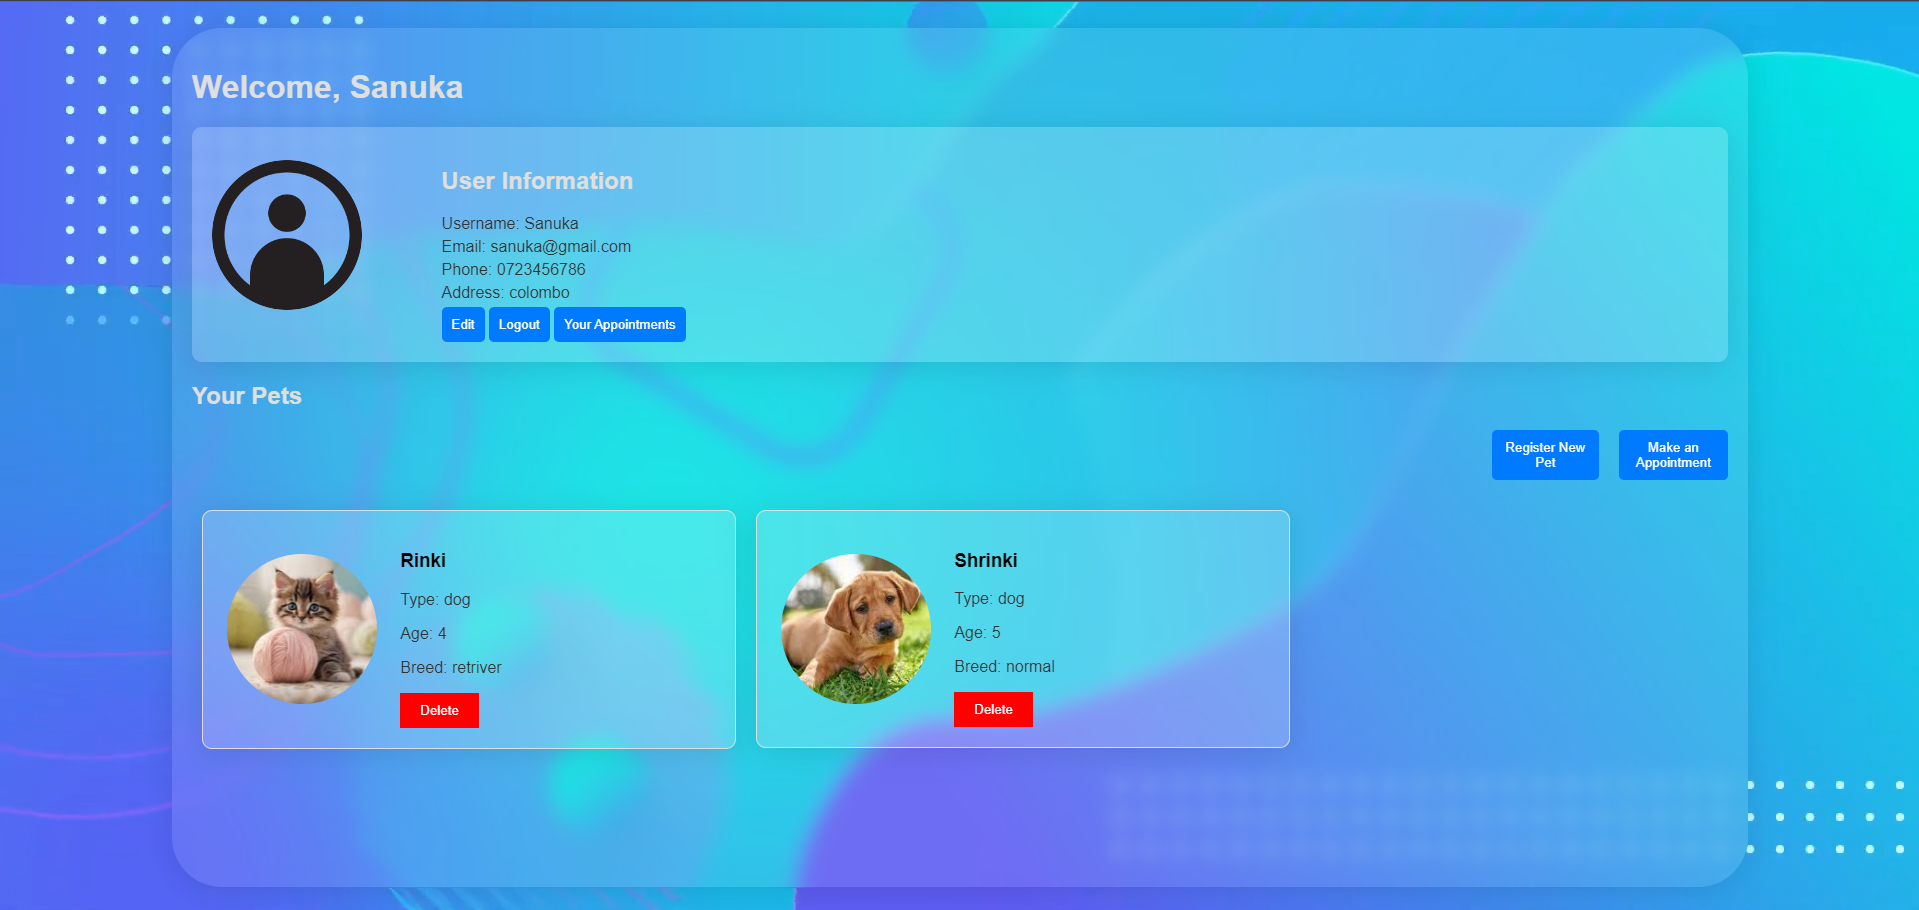 Welcome, Sanuka
User Information
Username: Sanuka
Email: sanuka@gmail.com
Phone: 0723456786
Address: colombo
Edit
Logout
Your Appointments
Your Pets
Register New
Pet
Make an
Appointment
Rinki
Type: dog
Age: 4
Breed: retriver
Delete
Shrinki
Type: dog
Age: 5
Breed: normal
Delete